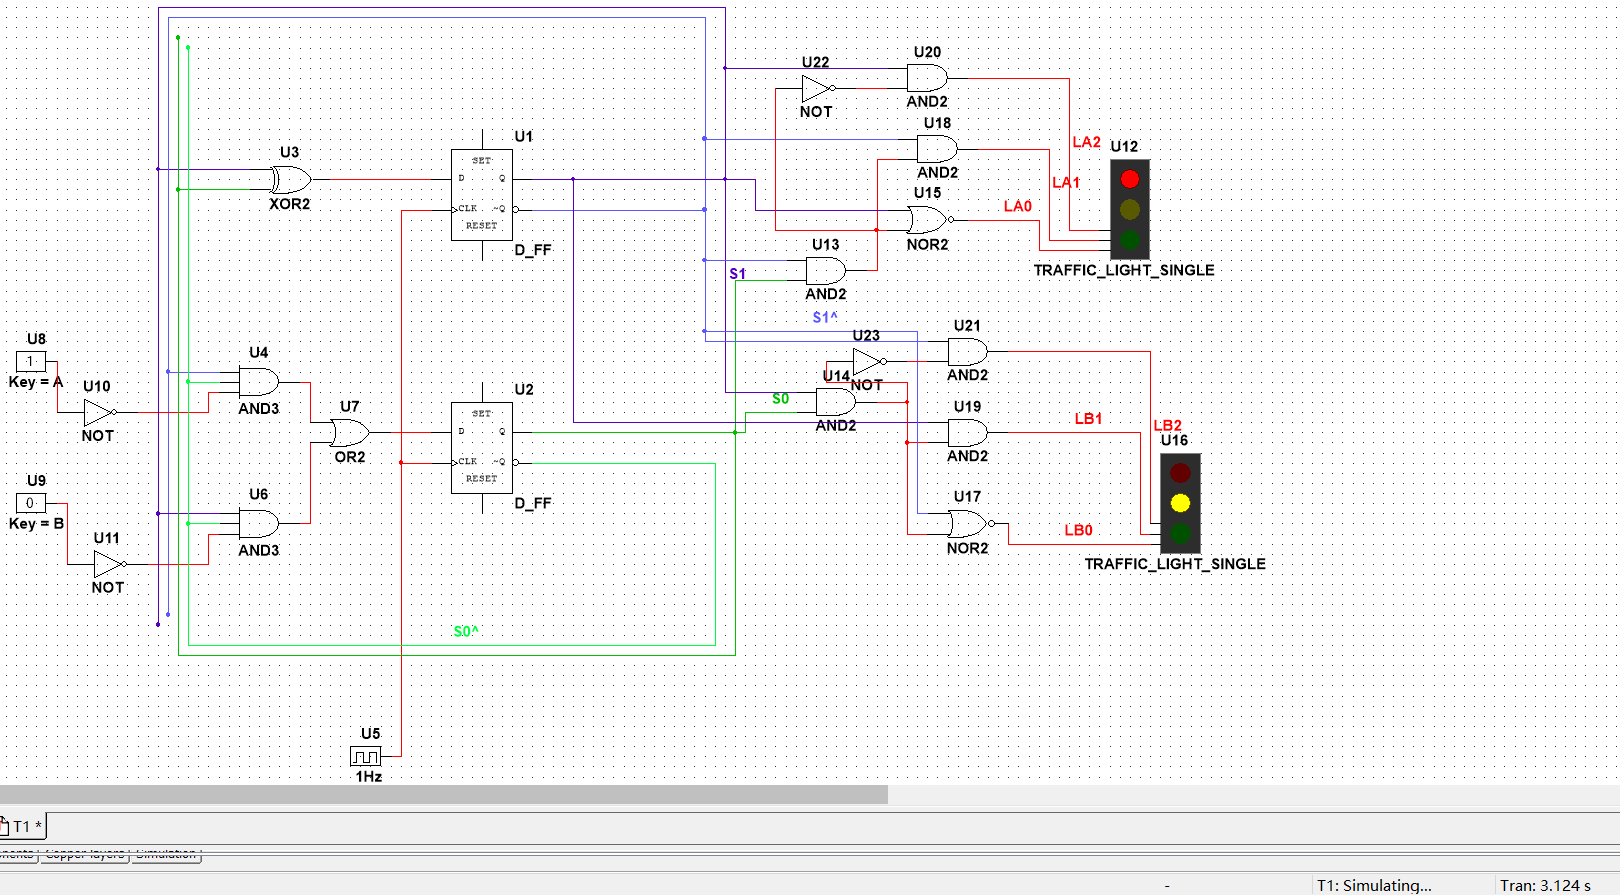 U20
U22
AND2
NOT
U18
U1
LA2
U12
U3
SET
AND2
D
Q
LA1
U15
XOR2
CLK
~Q
LA0
RESET
NOR2
U13
D_FF
S1
TRAFFIC_LIGHT_SINGLE
AND2
S1^
U21
U8
U23
U4
1
AND2
Key = A
U10
U14
NOT
U2
U7
AND3
S0
U19
SET
LB1
LB2
NOT
D
Q
AND2
U16
OR2
CLK
~Q
AND2
U9
RESET
U6
U17
0
D_FF
Key = B
LB0
U11
AND3
NOR2
TRAFFIC_LIGHT_SINGLE
NOT
S0^
U5
1Hz
T1 *
Copper layers
Simulation
-
T1: Simulating...
Tran: 3.124 s